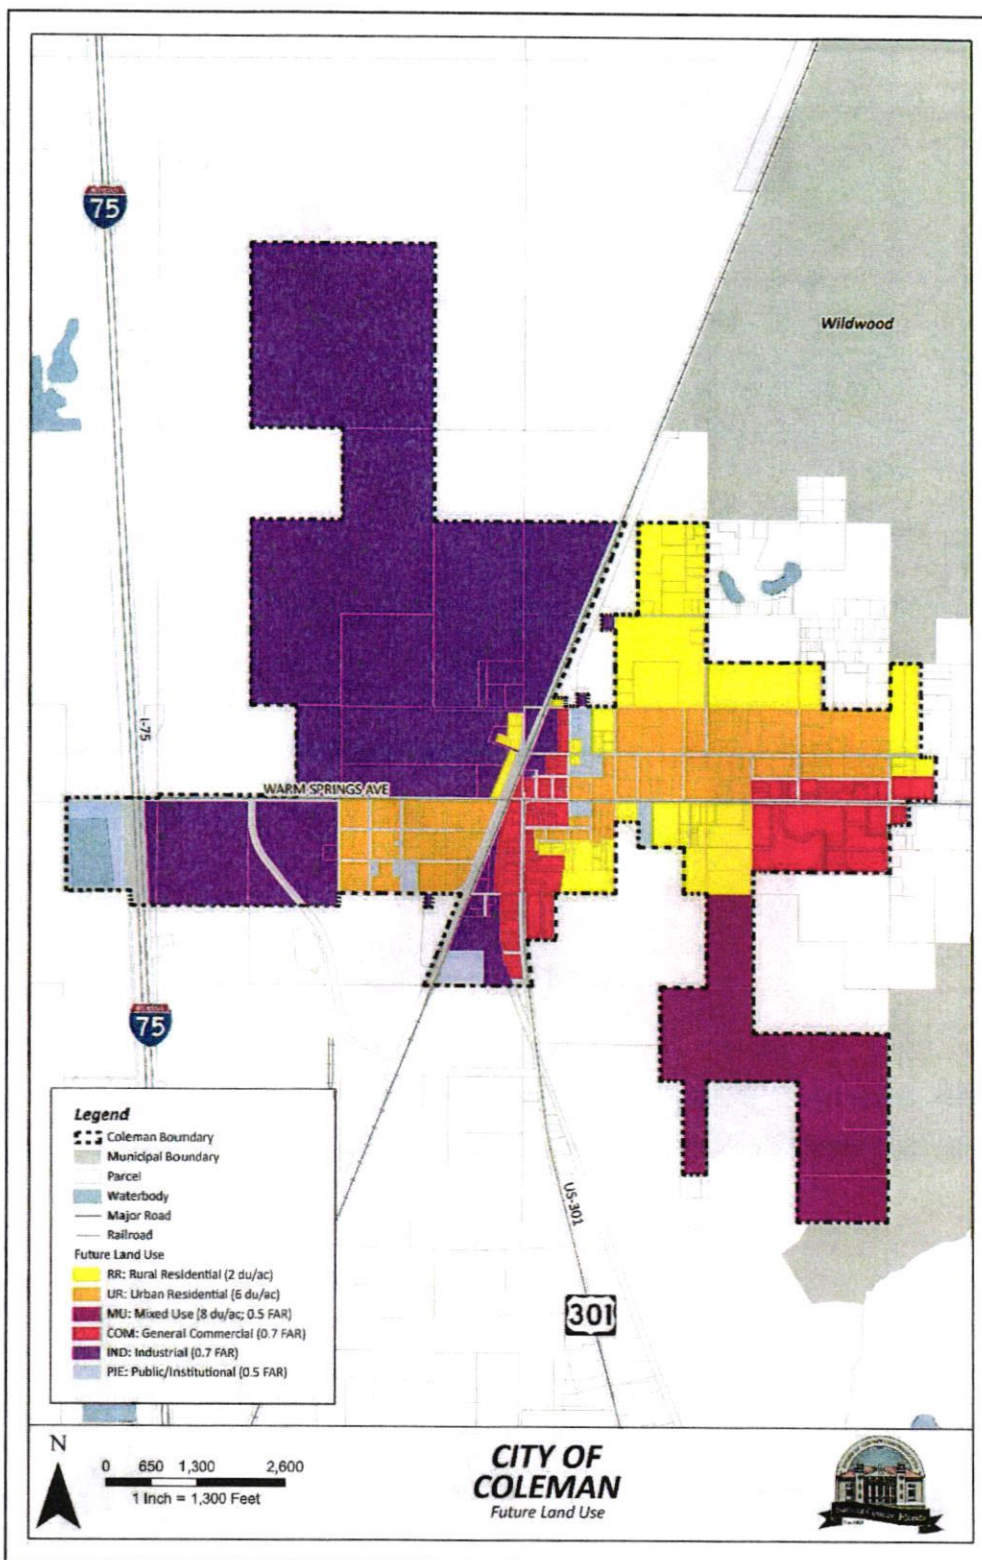 75
Wildwood
I-75
WARM SPRINGS AVE
75
US-301
301
Legend
Coleman Boundary
Municipal Boundary
Parcel
Waterbody
Major Road
Railroad
Future Land Use
RR: Rural Residential (2 du/ac)
UR: Urban Residential (6 du/ac)
MU: Mixed Use (8 du/ac; 0.5 FAR)
COM: General Commercial (0.7 FAR)
IND: Industrial (0.7 FAR)
PIE: Public/Institutional (0.5 FAR)
N
0 650 1,300 2,600
1 Inch = 1,300 Feet
CITY OF
COLEMAN
Future Land Use